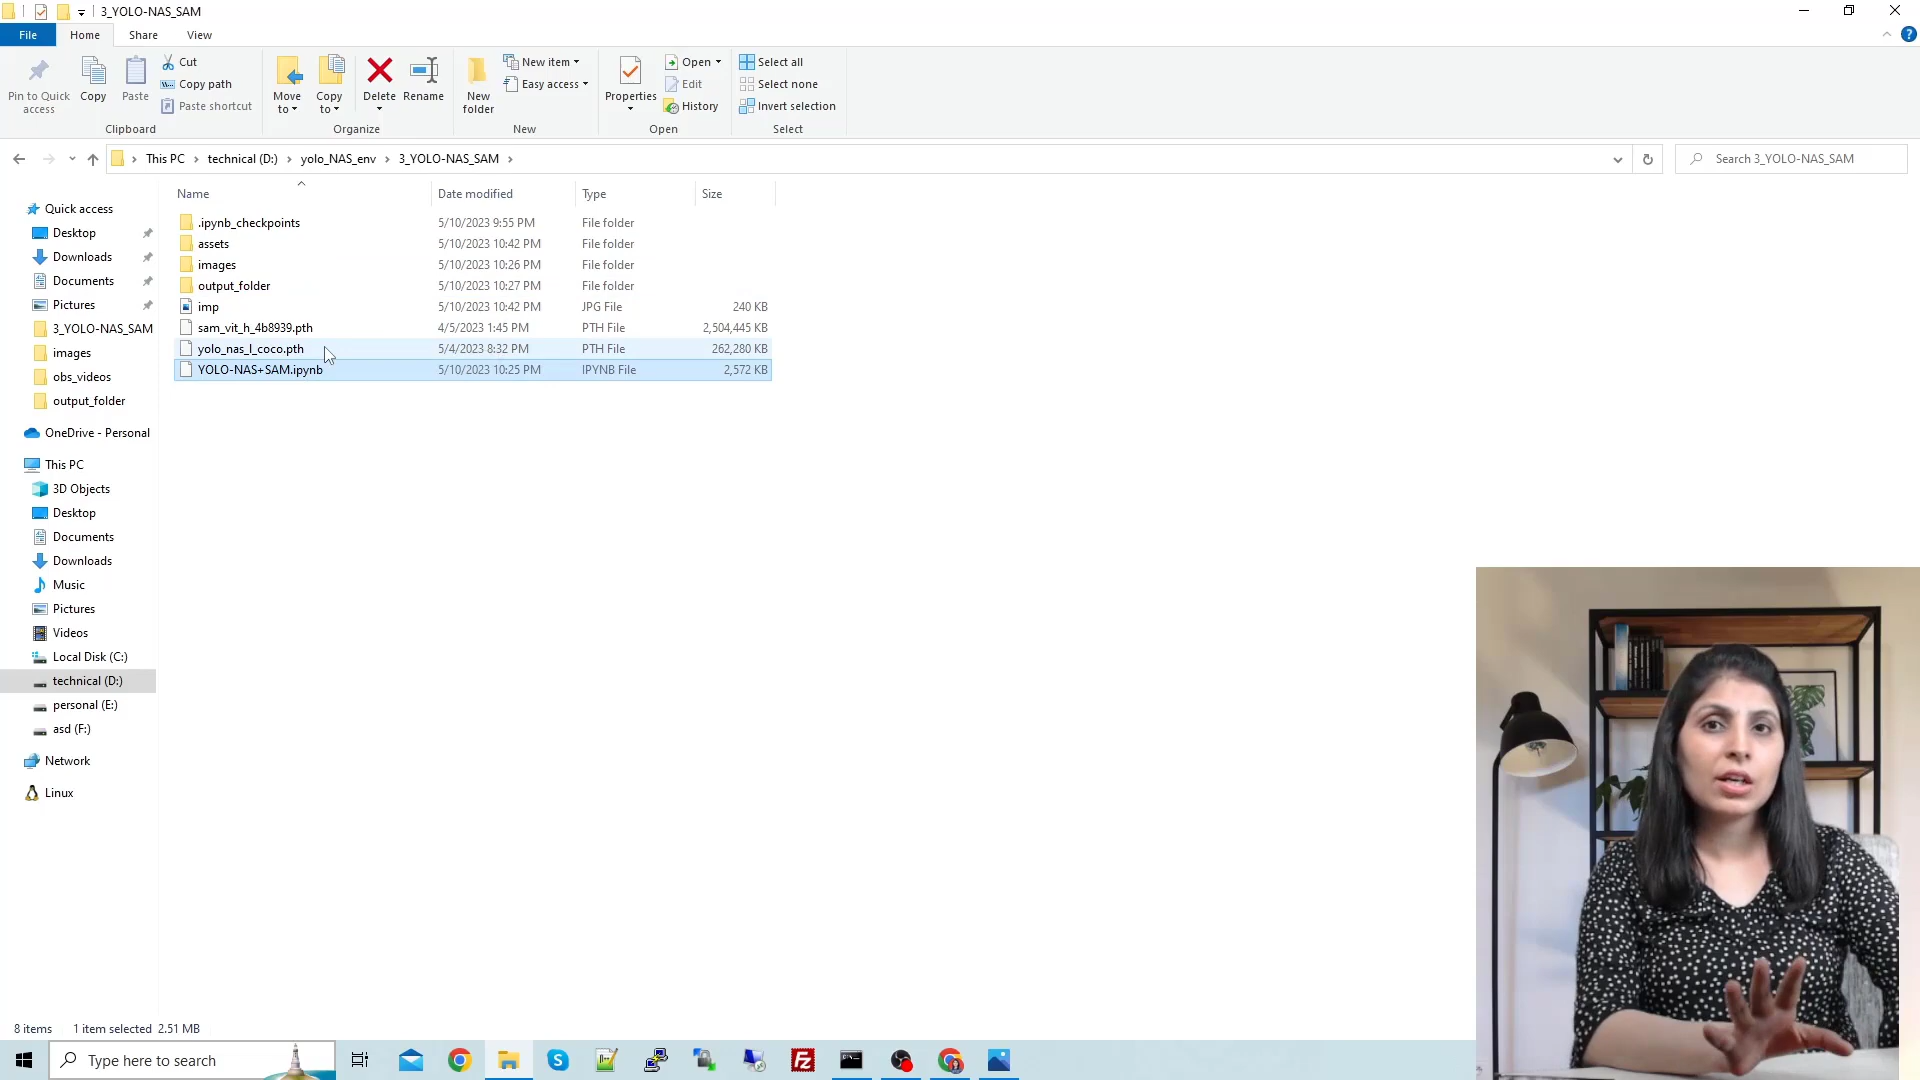 3_YOLO-NAS_SAM
File Home Share View
Pin to Quick access
Copy
Paste
Cut
Copy path
Paste shortcut
Clipboard
Move to
Copy to
Delete
Rename
Organize
New folder
New item
Easy access
New
Properties
Open
Edit
History
Open
Select all
Select none
Invert selection
Select
This PC technical (D:) yolo_NAS_env 3_YOLO-NAS_SAM
Search 3_YOLO-NAS_SAM
Quick access
Desktop
Downloads
Documents
Pictures
3_YOLO-NAS_SAM
images
obs_videos
output_folder
OneDrive - Personal
This PC
3D Objects
Desktop
Documents
Downloads
Music
Pictures
Videos
Local Disk (C:)
technical (D:)
personal (E:)
asd (F:)
Network
Linux
Name Date modified Type Size
.ipynb_checkpoints 5/10/2023 9:55 PM File folder
assets 5/10/2023 10:42 PM File folder
images 5/10/2023 10:26 PM File folder
output_folder 5/10/2023 10:27 PM File folder
imp 5/10/2023 10:42 PM JPG File 240 KB
sam_vit_h_4b8939.pth 4/5/2023 1:45 PM PTH File 2,504,445 KB
yolo_nas_l_coco.pth 5/4/2023 8:32 PM PTH File 262,280 KB
YOLO-NAS+SAM.ipynb 5/10/2023 10:25 PM IPYNB File 2,572 KB
8 items 1 item selected 2.51 MB
Type here to search